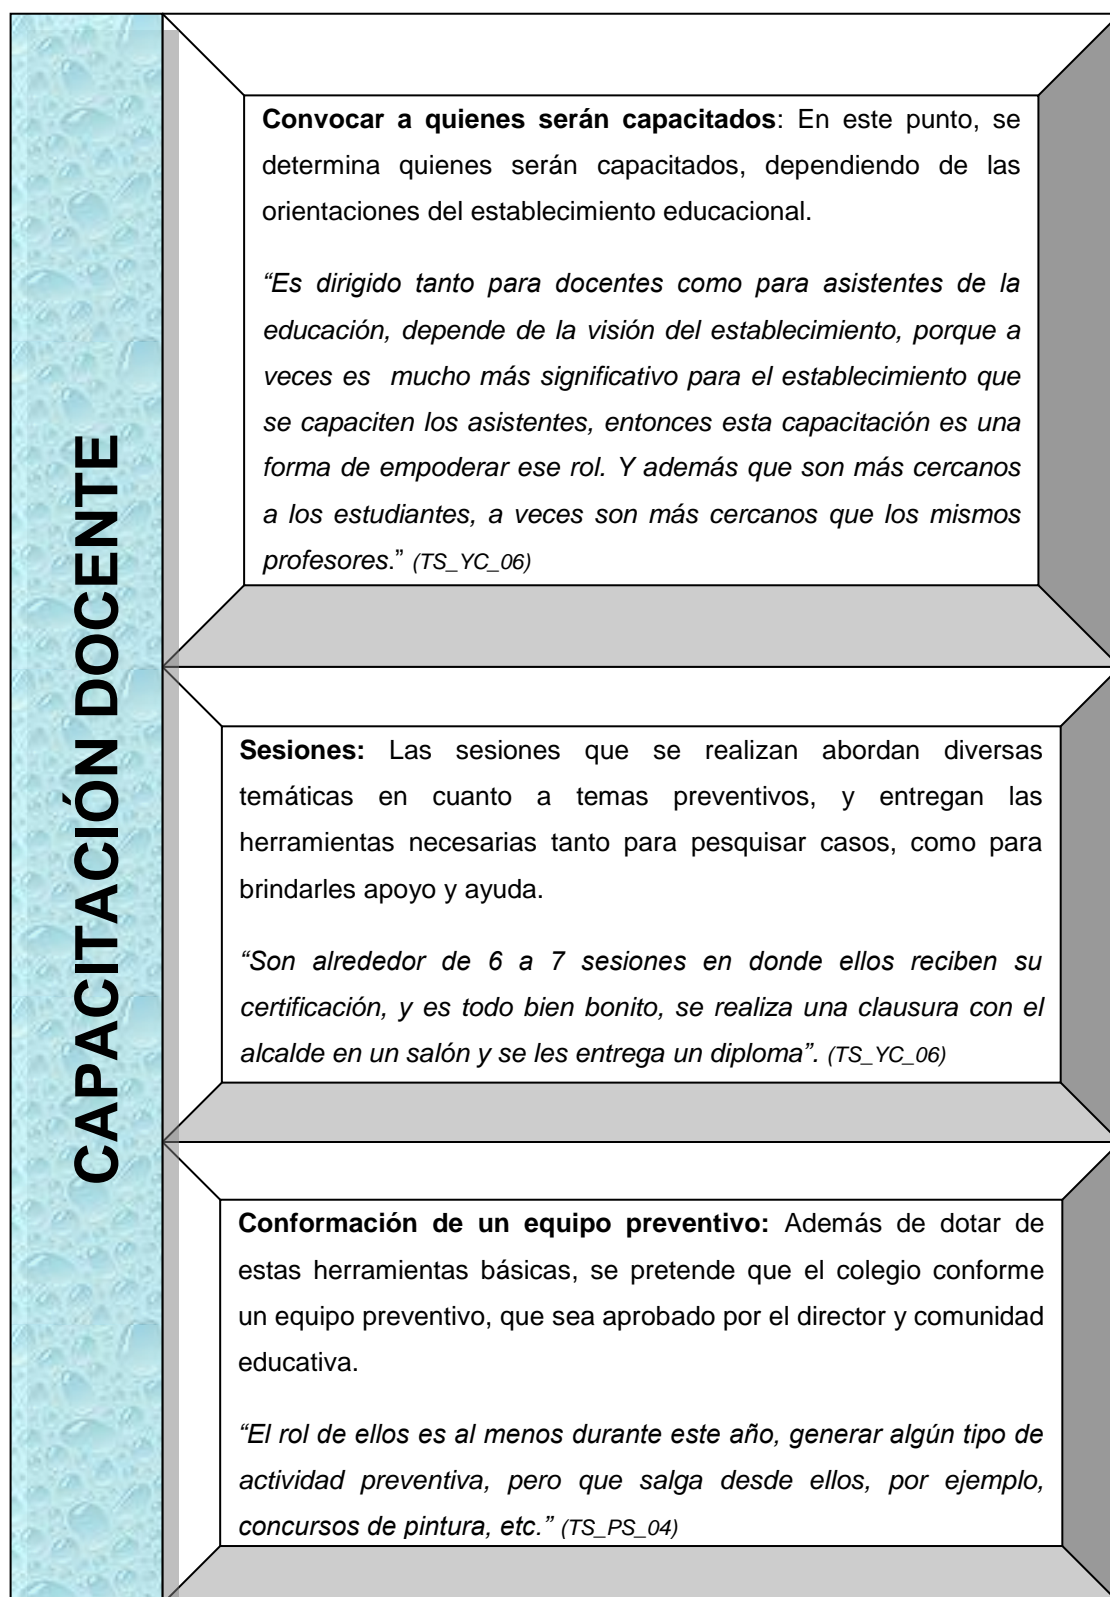 CAPACITACIÓN DOCENTE
Convocar a quienes serán capacitados: En este punto, se
determina quienes serán capacitados, dependiendo de las
orientaciones del establecimiento educacional.
“Es dirigido tanto para docentes como para asistentes de la
educación, depende de la visión del establecimiento, porque a
veces es mucho más significativo para el establecimiento que
se capaciten los asistentes, entonces esta capacitación es una
forma de empoderar ese rol. Y además que son más cercanos
a los estudiantes, a veces son más cercanos que los mismos
profesores.” (TS_YC_06)
Sesiones: Las sesiones que se realizan abordan diversas
temáticas en cuanto a temas preventivos, y entregan las
herramientas necesarias tanto para pesquisar casos, como para
brindarles apoyo y ayuda.
“Son alrededor de 6 a 7 sesiones en donde ellos reciben su
certificación, y es todo bien bonito, se realiza una clausura con el
alcalde en un salón y se les entrega un diploma”. (TS_YC_06)
Conformación de un equipo preventivo: Además de dotar de
estas herramientas básicas, se pretende que el colegio conforme
un equipo preventivo, que sea aprobado por el director y comunidad
educativa.
“El rol de ellos es al menos durante este año, generar algún tipo de
actividad preventiva, pero que salga desde ellos, por ejemplo,
concursos de pintura, etc.” (TS_PS_04)